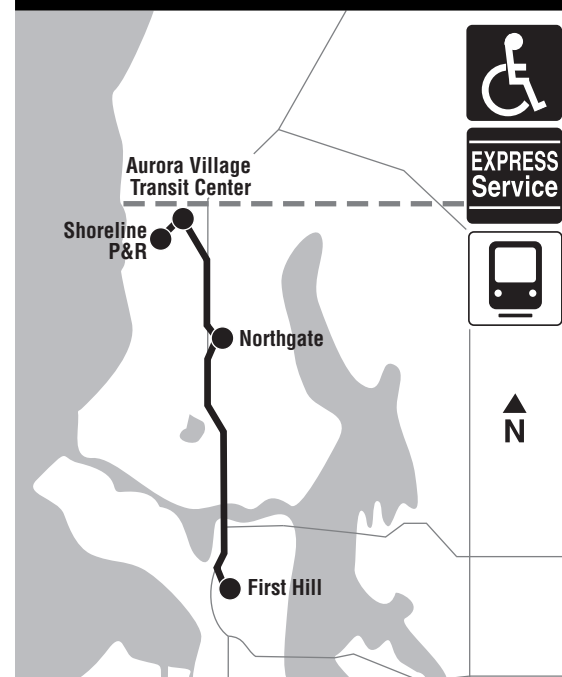 EXPRESS
Service
Aurora Village
Transit Center
Shoreline
P&R
Northgate
N
First Hill